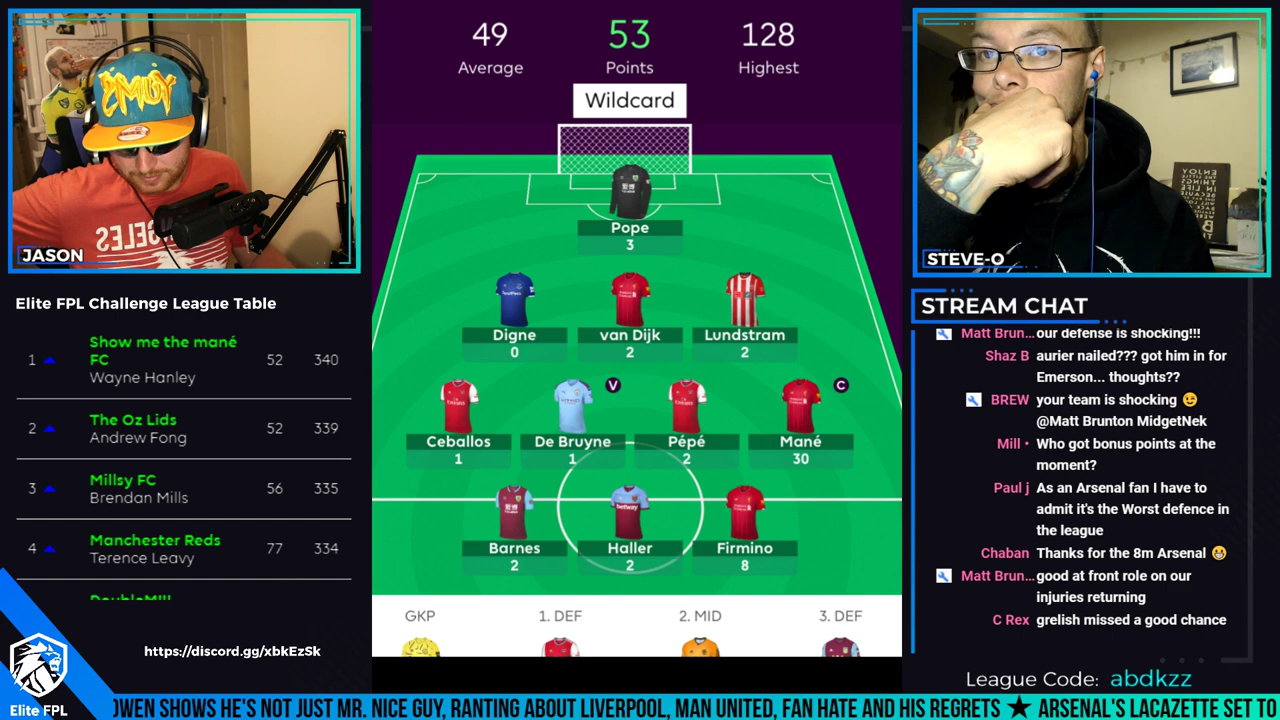 JASON
Elite FPL Challenge League Table
1 Show me the mané FC 52 340
Wayne Hanley
2 The Oz Lids 52 339
Andrew Fong
3 Millsy FC 56 335
Brendan Mills
4 Manchester Reds 77 334
Terence Leavy
https://discord.gg/xbkEzSk
Elite FPL
49 53 128
Average Points Highest
Wildcard
Pope
3
Digne van Dijk Lundstram
0 2 2
V C
Ceballos De Bruyne Pépé Mané
1 1 2 30
betway
Barnes Haller Firmino
2 2 8
GKP 1. DEF 2. MID 3. DEF
STEVE-O
ENJOY
THINGS
IN LIFE
BECAUSE
STREAM CHAT
Matt Brun... our defense is shocking!!!
Shaz B aurier nailed??? got him in for
Emerson... thoughts??
BREW your team is shocking 😉
@Matt Brunton MidgetNek
Mill • Who got bonus points at the
moment?
Paul j As an Arsenal fan I have to
admit it's the Worst defence in
the league
Chaban Thanks for the 8m Arsenal 😀
Matt Brun... good at front role on our
injuries returning
C Rex grelish missed a good chance
League Code: abdkzz
OWEN SHOWS HE'S NOT JUST MR. NICE GUY, RANTING ABOUT LIVERPOOL, MAN UNITED, FAN HATE AND HIS REGRETS ★ ARSENAL'S LACAZETTE SET TO